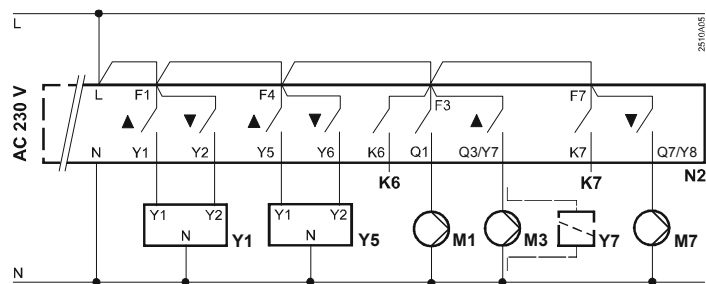 L
2510A05
AC 230 V
L F1 F4 F3 F7
▲ ▼ ▲ ▼ ▲ ▼
N Y1 Y2 Y5 Y6 K6 Q1 Q3/Y7 K7 Q7/Y8
K6 K7 N2
Y1 Y2 Y1 Y2
N Y1 N Y5 M1 M3 Y7 M7
N